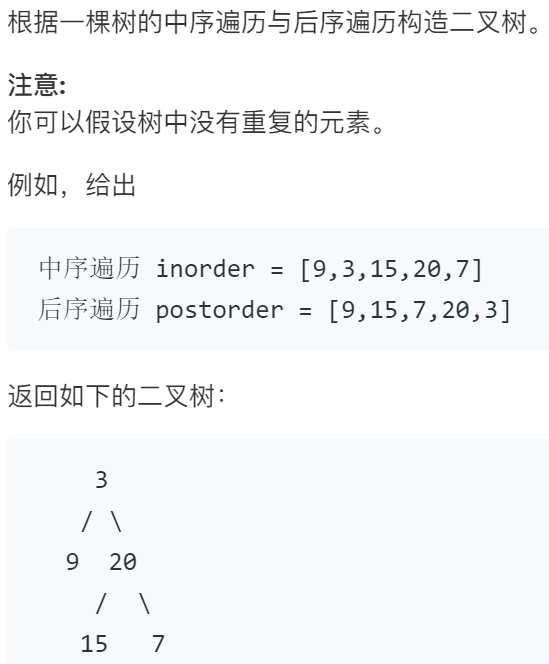 根据一棵树的中序遍历与后序遍历构造二叉树。
注意:
你可以假设树中没有重复的元素。
例如，给出
中序遍历 inorder = [9,3,15,20,7]
后序遍历 postorder = [9,15,7,20,3]
返回如下的二叉树：
3
/ \
9  20
/  \
15   7